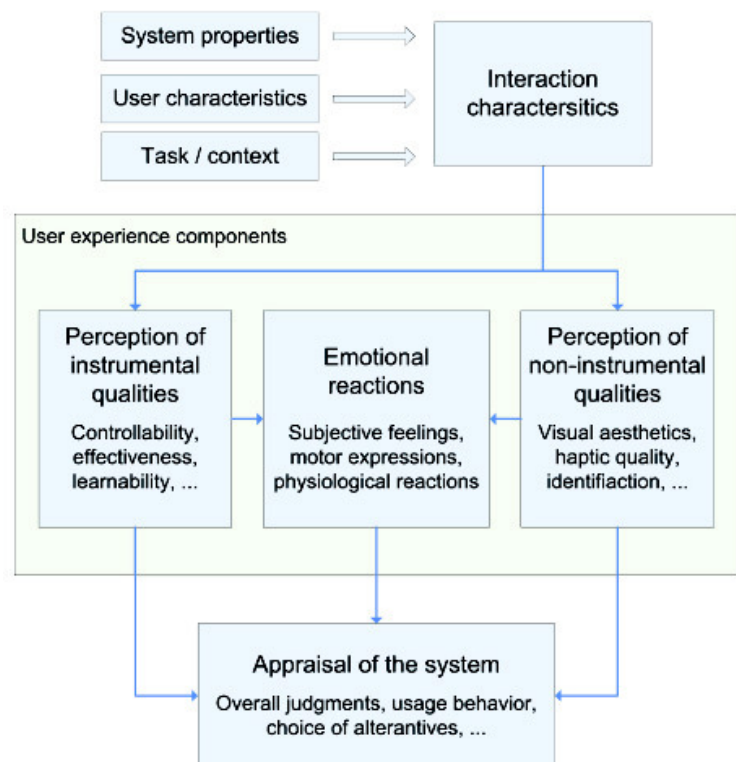 System properties
User characteristics
Task / context
Interaction
charactersitics
User experience components
Perception of
instrumental
qualities
Controllability,
effectiveness,
learnability, ...
Emotional
reactions
Subjective feelings,
motor expressions,
physiological reactions
Perception of
non-instrumental
qualities
Visual aesthetics,
haptic quality,
identifiaction, ...
Appraisal of the system
Overall judgments, usage behavior,
choice of alterantives, ...